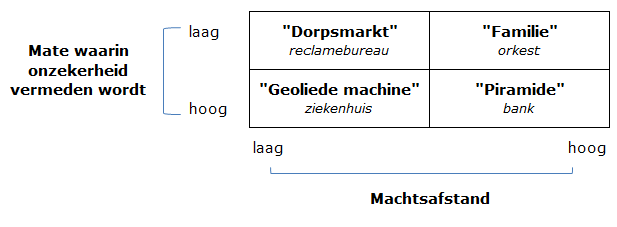 Mate waarin
onzekerheid
vermeden wordt
laag
hoog
"Dorpsmarkt"
reclamebureau
"Familie"
orkest
"Geoliede machine"
ziekenhuis
"Piramide"
bank
laag
hoog
Machtsafstand